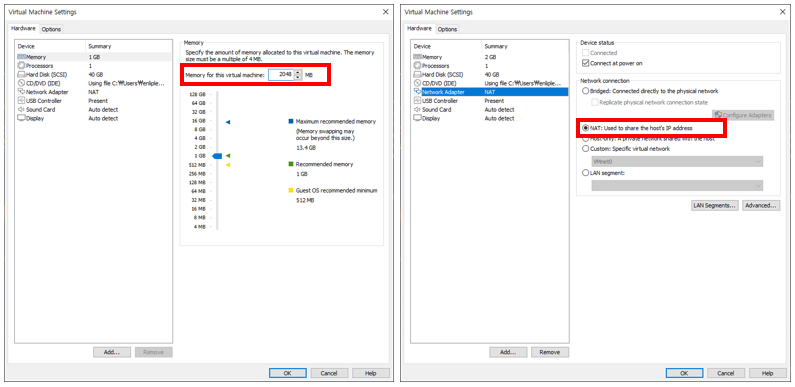 Virtual Machine Settings
Hardware Options
Device Summary
Memory 1 GB
Processors 1
Hard Disk (SCSI) 40 GB
CD/DVD (IDE) Using file C:₩Users₩enliple...
Network Adapter NAT
USB Controller Present
Sound Card Auto detect
Display Auto detect
Add... Remove
Memory
Specify the amount of memory allocated to this virtual machine. The memory
size must be a multiple of 4 MB.
Memory for this virtual machine: 2048 MB
128 GB
64 GB
32 GB
16 GB
8 GB
4 GB
2 GB
1 GB
512 MB
256 MB
128 MB
64 MB
32 MB
16 MB
8 MB
4 MB
Maximum recommended memory
(Memory swapping may
occur beyond this size.)
13.4 GB
Recommended memory
1 GB
Guest OS recommended minimum
512 MB
OK Cancel Help
Virtual Machine Settings
Hardware Options
Device Summary
Memory 2 GB
Processors 1
Hard Disk (SCSI) 40 GB
CD/DVD (IDE) Using file C:₩Users₩enliple...
Network Adapter NAT
USB Controller Present
Sound Card Auto detect
Display Auto detect
Add... Remove
Device status
Connected
Connect at power on
Network connection
Bridged: Connected directly to the physical network
Replicate physical network connection state
Configure Adapters
NAT: Used to share the host's IP address
Host-only: A private network shared with the host
Custom: Specific virtual network
VMnet0
LAN segment:
LAN Segments... Advanced...
OK Cancel Help